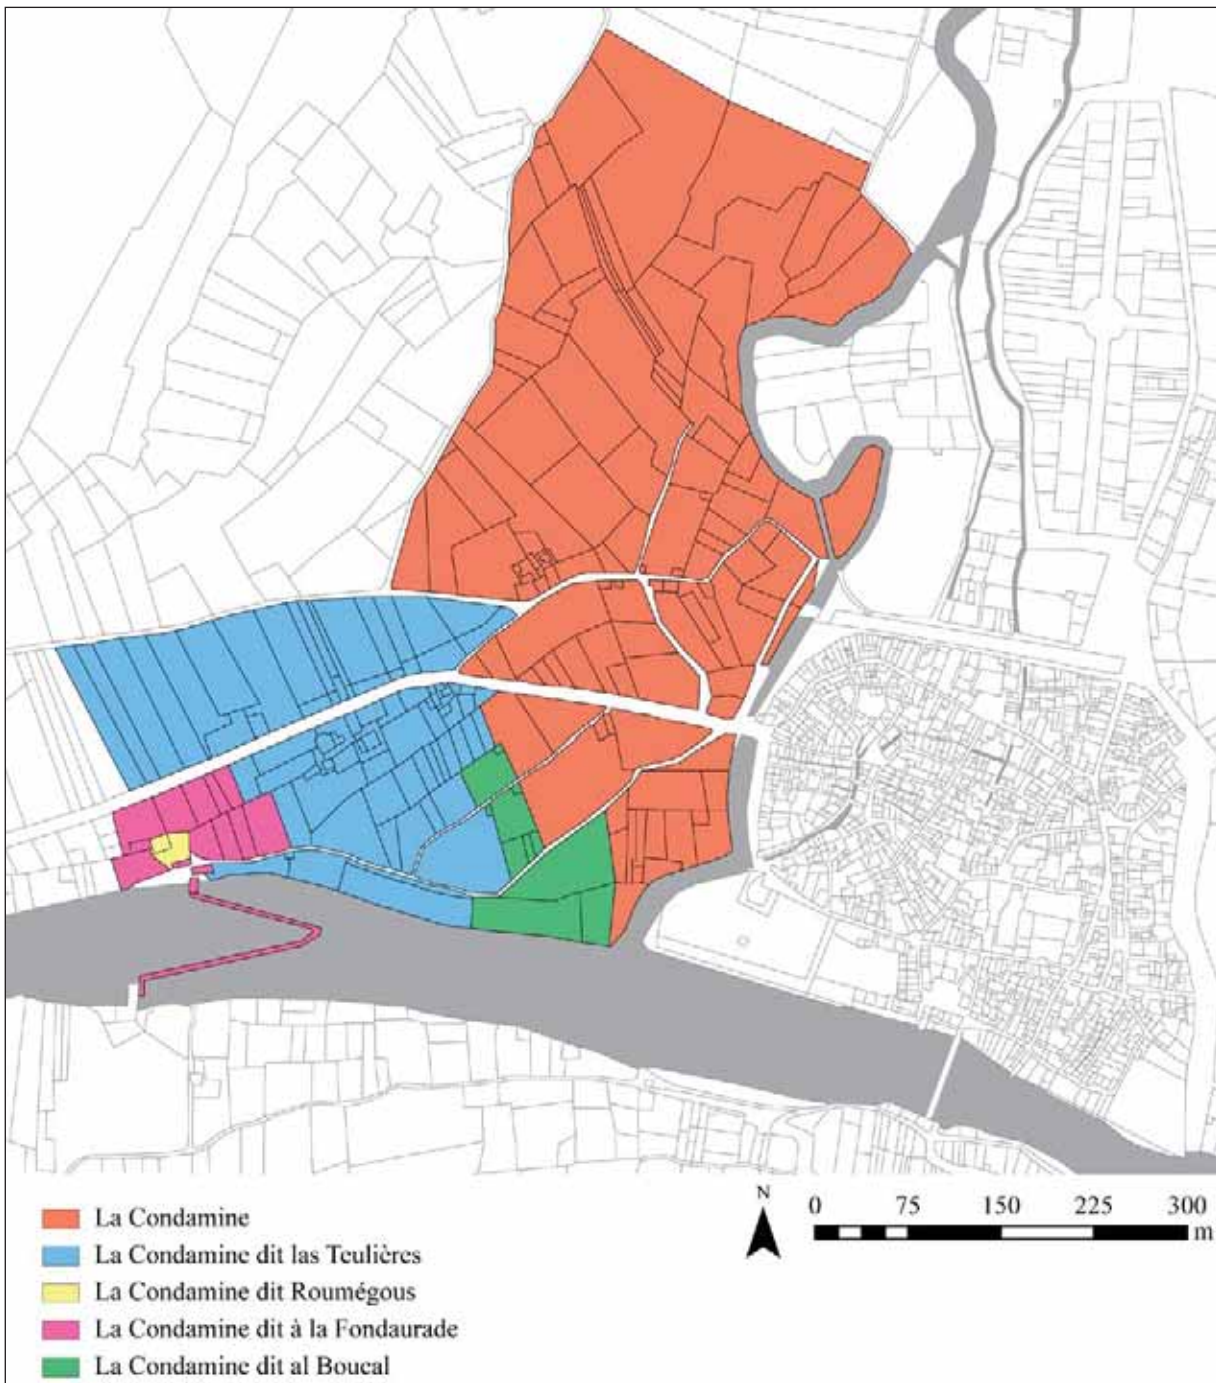 La Condamine
La Condamine dit las Teulières
La Condamine dit Roumégous
La Condamine dit à la Fondaurade
La Condamine dit al Boucal
N
0 75 150 225 300
m